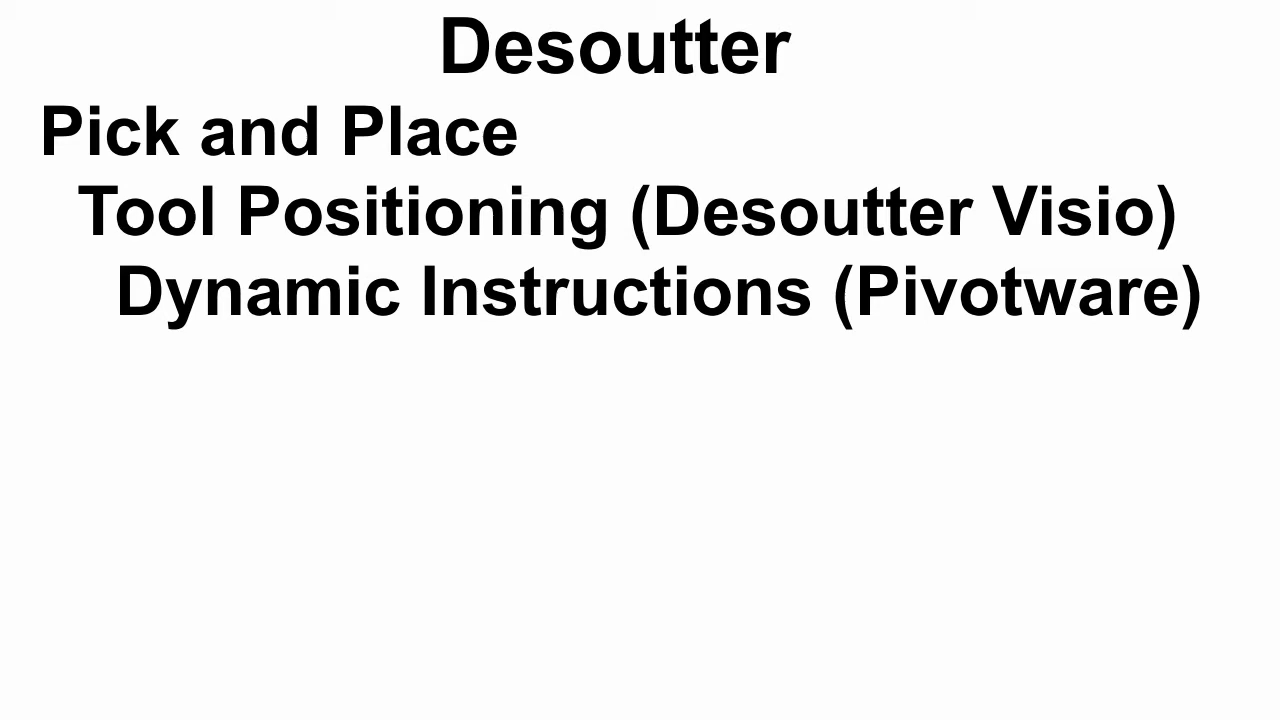 Desoutter
Pick and Place
Tool Positioning (Desoutter Visio)
Dynamic Instructions (Pivotware)